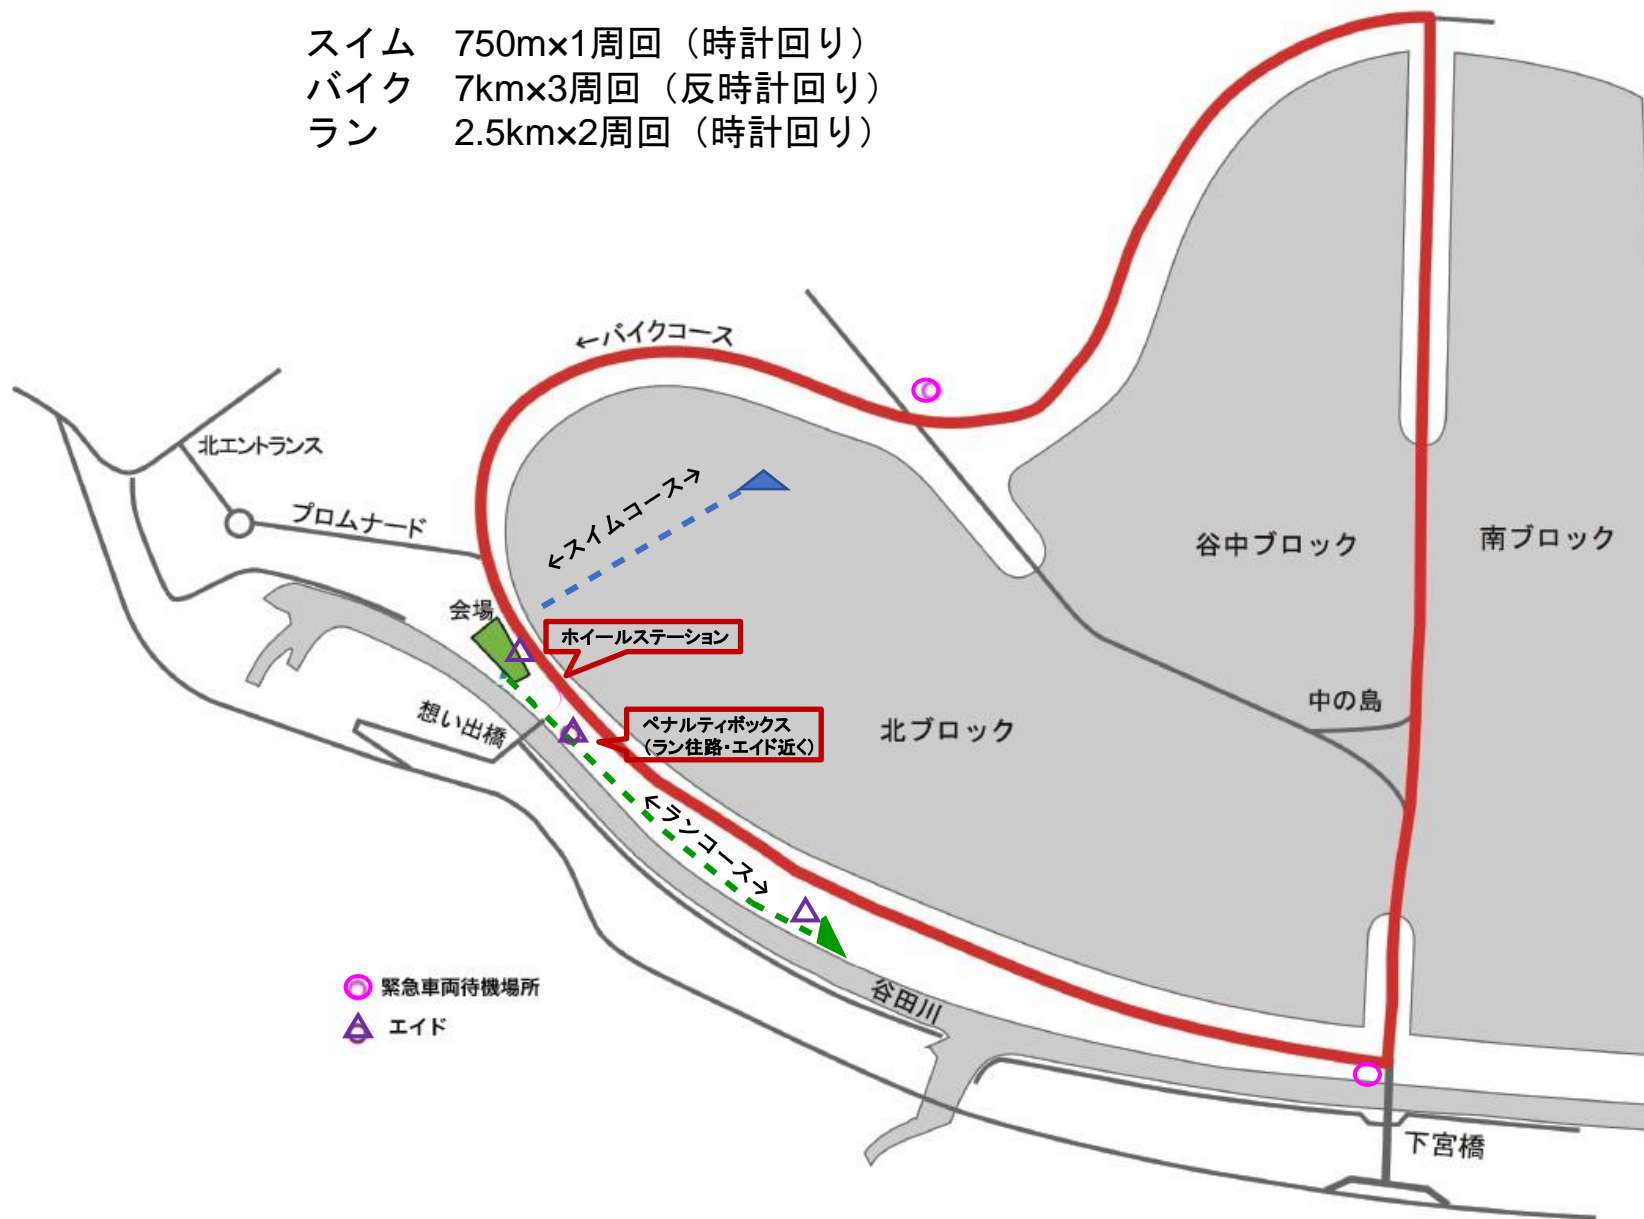 スイム 750m×1周回（時計回り）
バイク 7km×3周回（反時計回り）
ラン 2.5km×2周回（時計回り）
←バイクコース
北エントランス
プロムナード
←スイムコース→
谷中ブロック
南ブロック
会場
ホイールステーション
中の島
想い出橋
ペナルティボックス
（ラン往路・エイド近く）
北ブロック
←ランコース→
緊急車両待機場所
エイド
谷田川
下宮橋